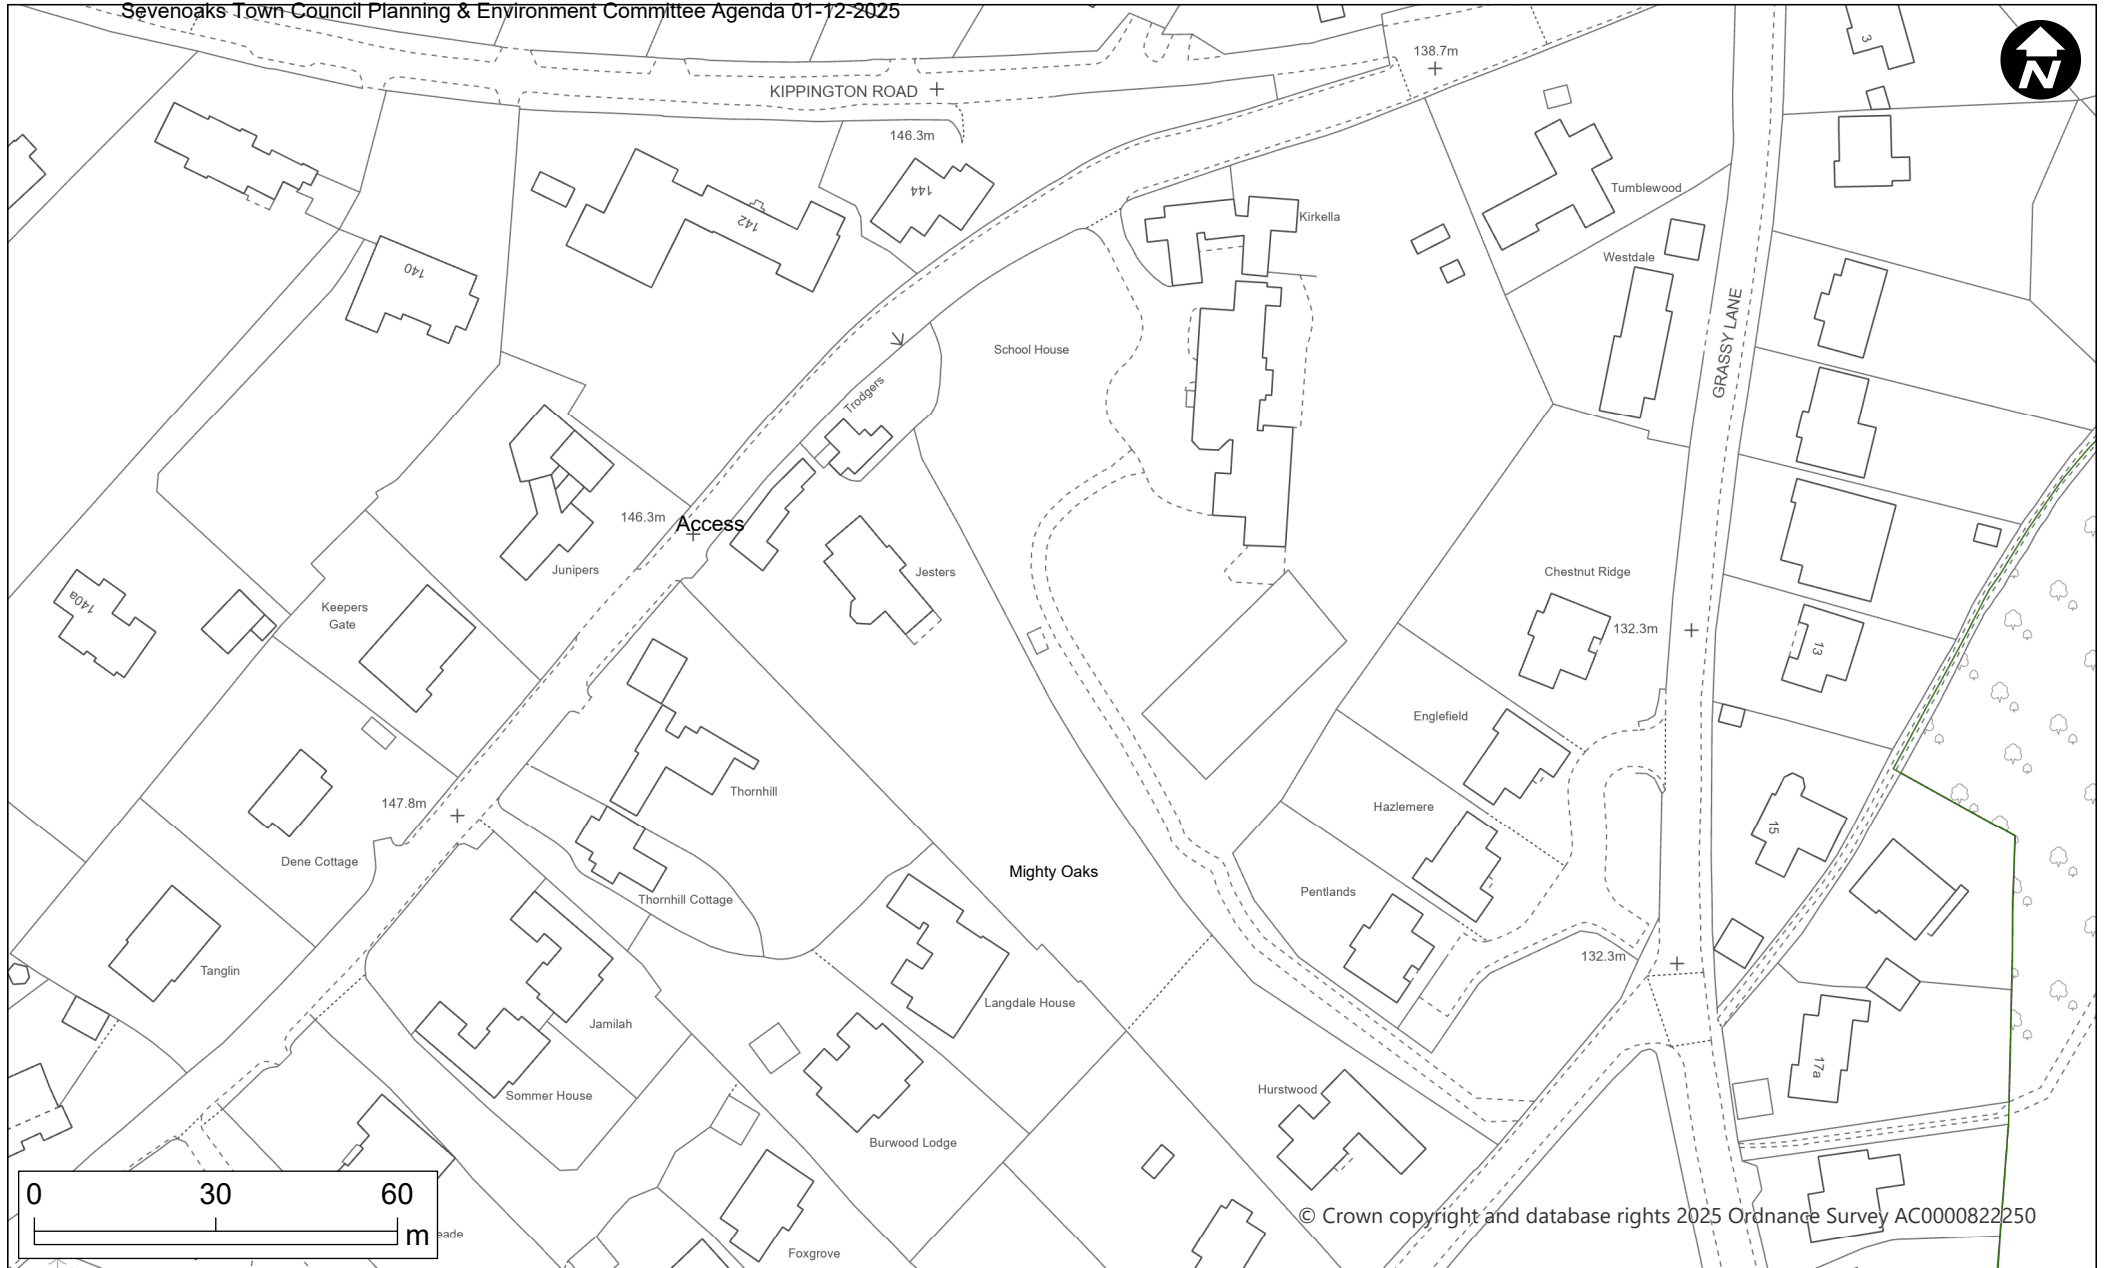 Sevenoaks Town Council Planning & Environment Committee Agenda 01-12-2025
N
3
138.7m
KIPPINGTON ROAD
146.3m
144
142
140
Tumblewood
Kirkella
Westdale
GRASSY LANE
School House
Trodgers
146.3m
Access
Junipers
Jesters
Chestnut Ridge
140a
Keepers
Gate
132.3m
13
Englefield
Thornhill
147.8m
Hazlemere
15
Dene Cottage
Mighty Oaks
Thornhill Cottage
Pentlands
132.3m
Tanglin
Langdale House
Jamilah
17a
Sommer House
Hurstwood
Burwood Lodge
0 30 60
m
eade
Foxgrove
© Crown copyright and database rights 2025 Ordnance Survey AC0000822250